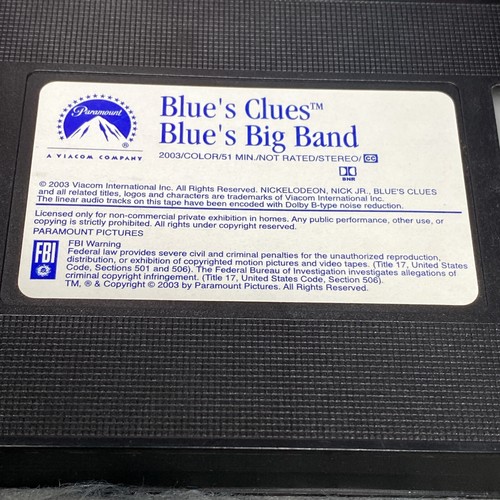 Paramount
®
A VIACOM COMPANY
Blue's Clues™
Blue's Big Band
2003/COLOR/51 MIN./NOT RATED/STEREO/ CC
BNR
© 2003 Viacom International Inc. All Rights Reserved. NICKELODEON, NICK JR., BLUE'S CLUES
and all related titles, logos and characters are trademarks of Viacom International Inc.
The linear audio tracks on this tape have been encoded with Dolby B-type noise reduction.
Licensed only for non-commercial private exhibition in homes. Any public performance, other use, or
copying is strictly prohibited. All rights under copyright reserved.
PARAMOUNT PICTURES
FBI
FBI Warning
Federal law provides severe civil and criminal penalties for the unauthorized reproduction,
distribution, or exhibition of copyrighted motion pictures and video tapes. (Title 17, United States
Code, Sections 501 and 506). The Federal Bureau of Investigation investigates allegations of
criminal copyright infringement. (Title 17, United States Code, Section 506).
TM, ® & Copyright © 2003 by Paramount Pictures. All Rights Reserved.